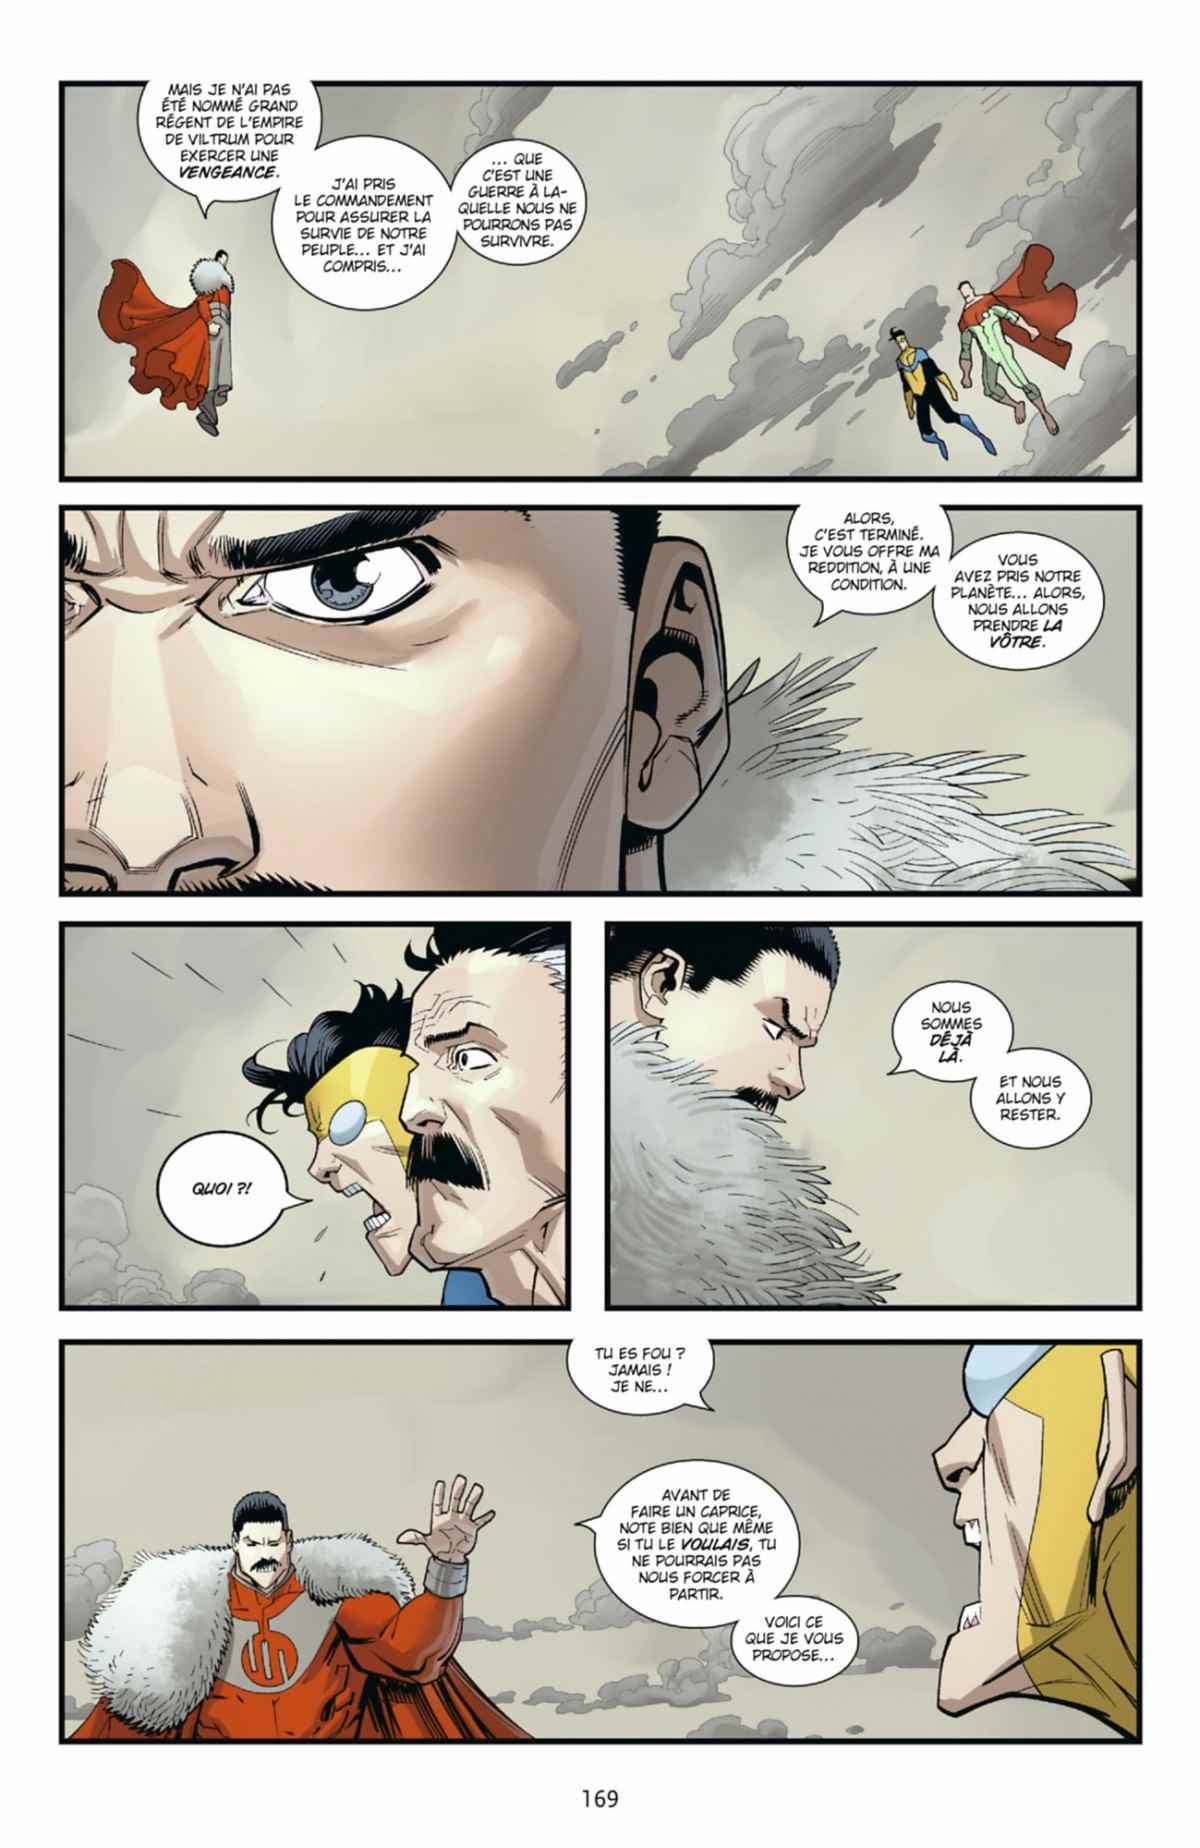 MAIS JE N'AI PAS
ÉTÉ NOMMÉ GRAND
RÉGENT DE L'EMPIRE
DE VILTRUM POUR
EXERCER UNE
VENGEANCE.
J'AI PRIS
LE COMMANDEMENT
POUR ASSURER LA
SURVIE DE NOTRE
PEUPLE... ET J'AI
COMPRIS...
... QUE
C'EST UNE
GUERRE À LA-
QUELLE NOUS NE
POURRONS PAS
SURVIVRE.
ALORS,
C'EST TERMINÉ.
JE VOUS OFFRE MA
REDDITION, À UNE
CONDITION.
VOUS
AVEZ PRIS NOTRE
PLANÈTE... ALORS,
NOUS ALLONS
PRENDRE LA
VÔTRE.
QUOI ?!
NOUS
SOMMES
DÉJÀ
LÀ.
ET NOUS
ALLONS Y
RESTER.
TU ES FOU ?
JAMAIS !
JE NE...
AVANT DE
FAIRE UN CAPRICE,
NOTE BIEN QUE MÊME
SI TU LE VOULAIS, TU
NE POURRAIS PAS
NOUS FORCER À
PARTIR.
VOICI CE
QUE JE VOUS
PROPOSE...
169